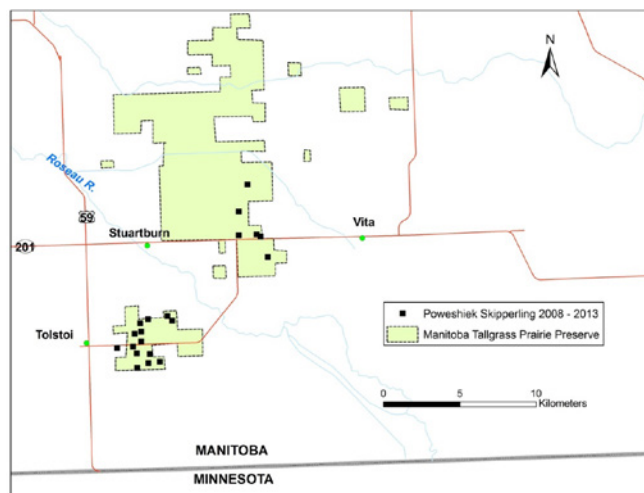 N
Roseau R.
59
Stuartburn
Vita
201
Poweshiek Skipperling 2008 - 2013
Manitoba Tallgrass Prairie Preserve
Tolstoi
0 5 10
Kilometers
MANITOBA
MINNESOTA